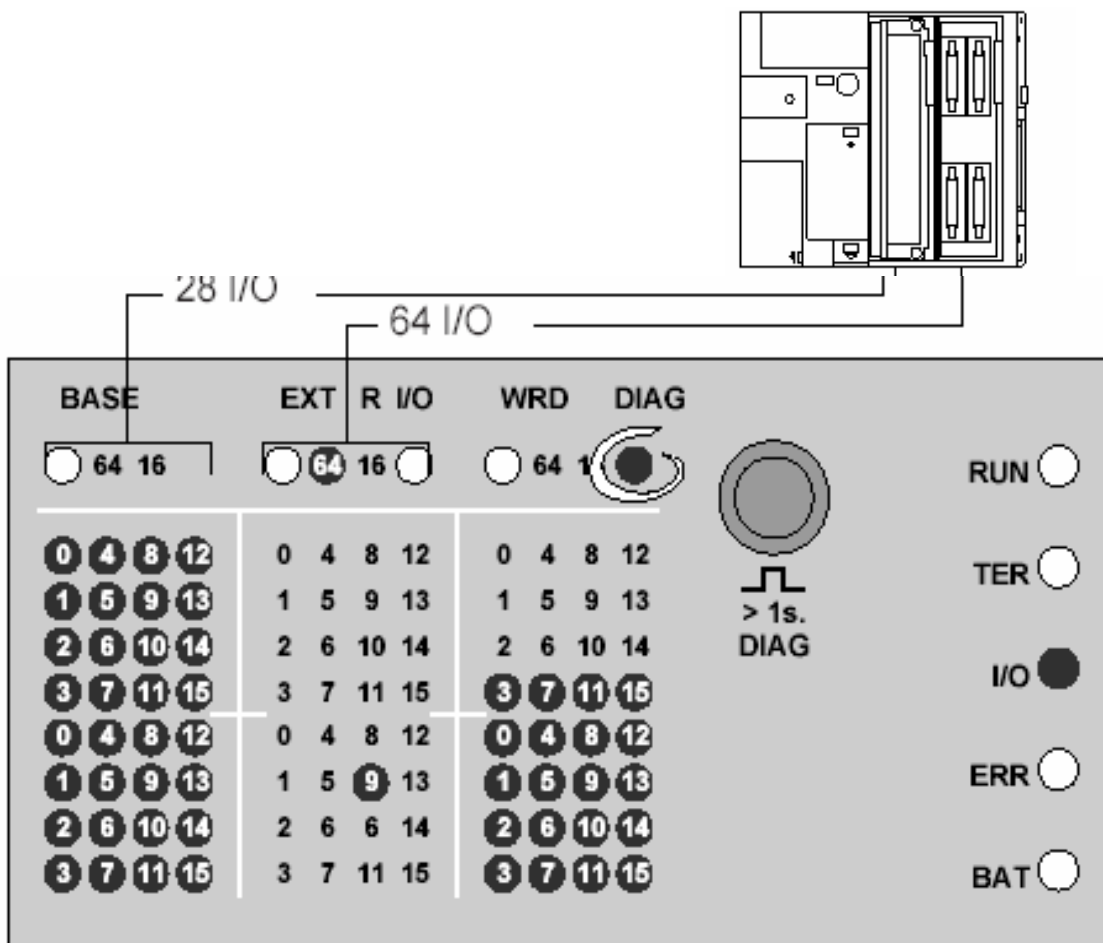 28 I/O
64 I/O
BASE EXT R I/O WRD DIAG
64 16 64 16 64 1
RUN
0 4 8 12 0 4 8 12 0 4 8 12
TER
1 5 9 13 1 5 9 13 1 5 9 13
> 1s.
2 6 10 14 2 6 10 14 2 6 10 14
DIAG
3 7 11 15 3 7 11 15 3 7 11 15
I/O
0 4 8 12 0 4 8 12 0 4 8 12
1 5 9 13 1 5 9 13 1 5 9 13
ERR
2 6 10 14 2 6 6 14 2 6 10 14
3 7 11 15 3 7 11 15 3 7 11 15
BAT